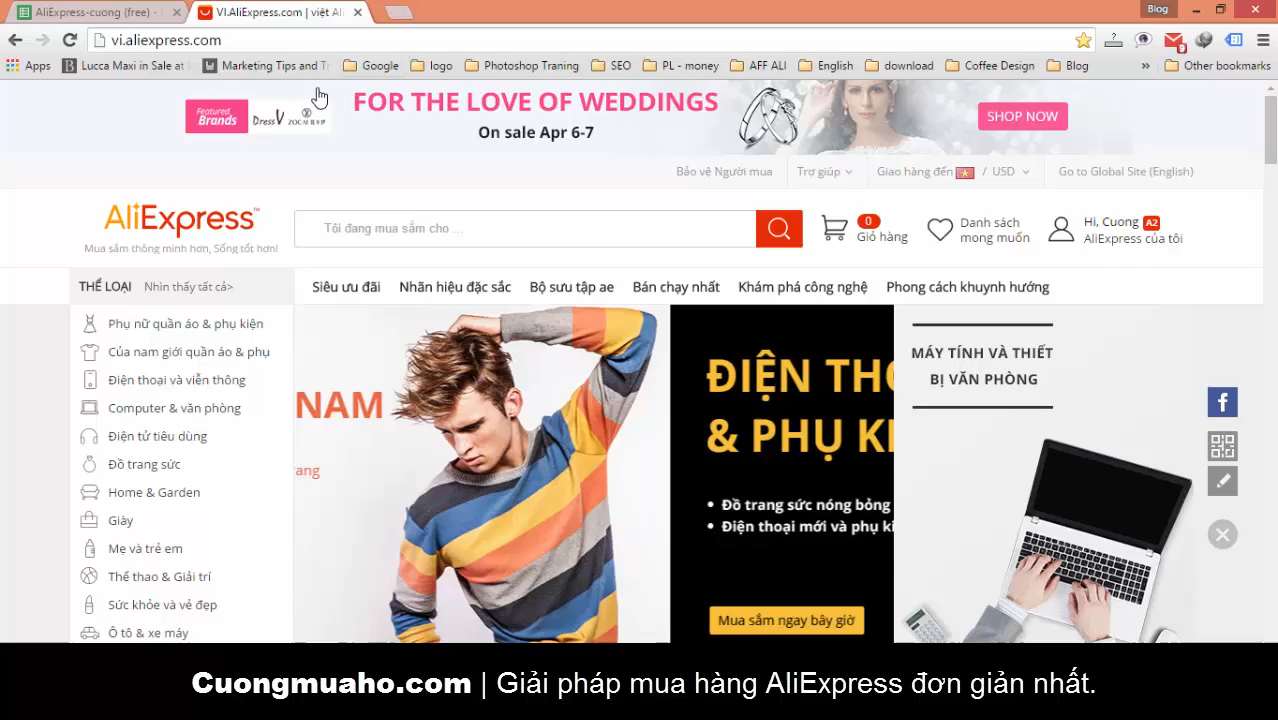 AliExpress-cuong (free) -
VI.AliExpress.com | việt Ali
Blog
vi.aliexpress.com
9
Apps
Lucca Maxi in Sale at
Marketing Tips and Tr
Google
logo
Photoshop Traning
SEO
PL - money
AFF ALI
English
download
Coffee Design
Blog
»
Other bookmarks
Featured
Brands
DressV
FOR THE LOVE OF WEDDINGS
On sale Apr 6-7
SHOP NOW
Bảo vệ Người mua
Trợ giúp
Giao hàng đến
/ USD
Go to Global Site (English)
AliExpress™
Mua sắm thông minh hơn, Sống tốt hơn!
Tôi đang mua sắm cho ...
0
Giỏ hàng
Danh sách
mong muốn
Hi, Cuong A2
AliExpress của tôi
THỂ LOẠI
Nhìn thấy tất cả>
Siêu ưu đãi
Nhãn hiệu đặc sắc
Bộ sưu tập ae
Bán chạy nhất
Khám phá công nghệ
Phong cách khuynh hướng
Phụ nữ quần áo & phụ kiện
Của nam giới quần áo & phụ
Điện thoại và viễn thông
Computer & văn phòng
Điện tử tiêu dùng
Đồ trang sức
Home & Garden
Giày
Mẹ và trẻ em
Thể thao & Giải trí
Sức khỏe và vẻ đẹp
Ô tô & xe máy
NAM
rang
ĐIỆN THO
& PHỤ KI
• Đồ trang sức nóng bỏng
• Điện thoại mới và phụ ki
Mua sắm ngay bây giờ
MÁY TÍNH VÀ THIẾT
BỊ VĂN PHÒNG
f
Cuongmuaho.com | Giải pháp mua hàng AliExpress đơn giản nhất.